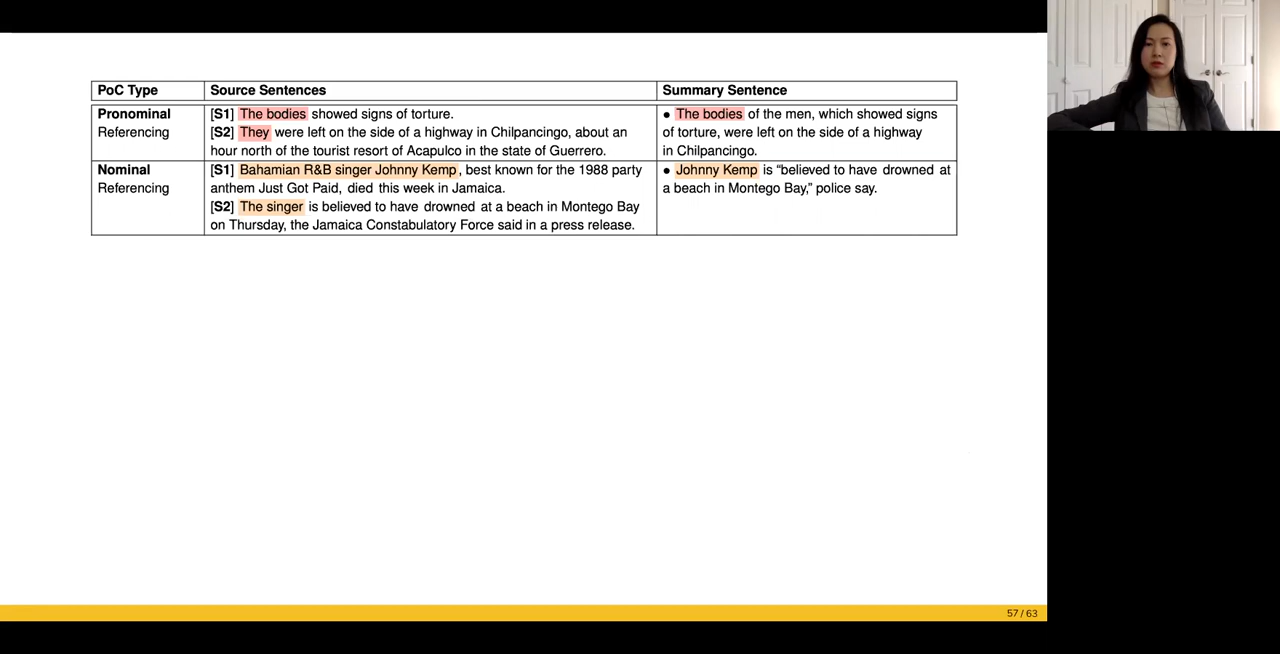 PoC Type Source Sentences Summary Sentence
Pronominal
Referencing
[S1] The bodies showed signs of torture.
[S2] They were left on the side of a highway in Chilpancingo, about an
hour north of the tourist resort of Acapulco in the state of Guerrero.
● The bodies of the men, which showed signs
of torture, were left on the side of a highway
in Chilpancingo.
Nominal
Referencing
[S1] Bahamian R&B singer Johnny Kemp, best known for the 1988 party
anthem Just Got Paid, died this week in Jamaica.
[S2] The singer is believed to have drowned at a beach in Montego Bay
on Thursday, the Jamaica Constabulatory Force said in a press release.
● Johnny Kemp is “believed to have drowned at
a beach in Montego Bay,” police say.
57 / 63